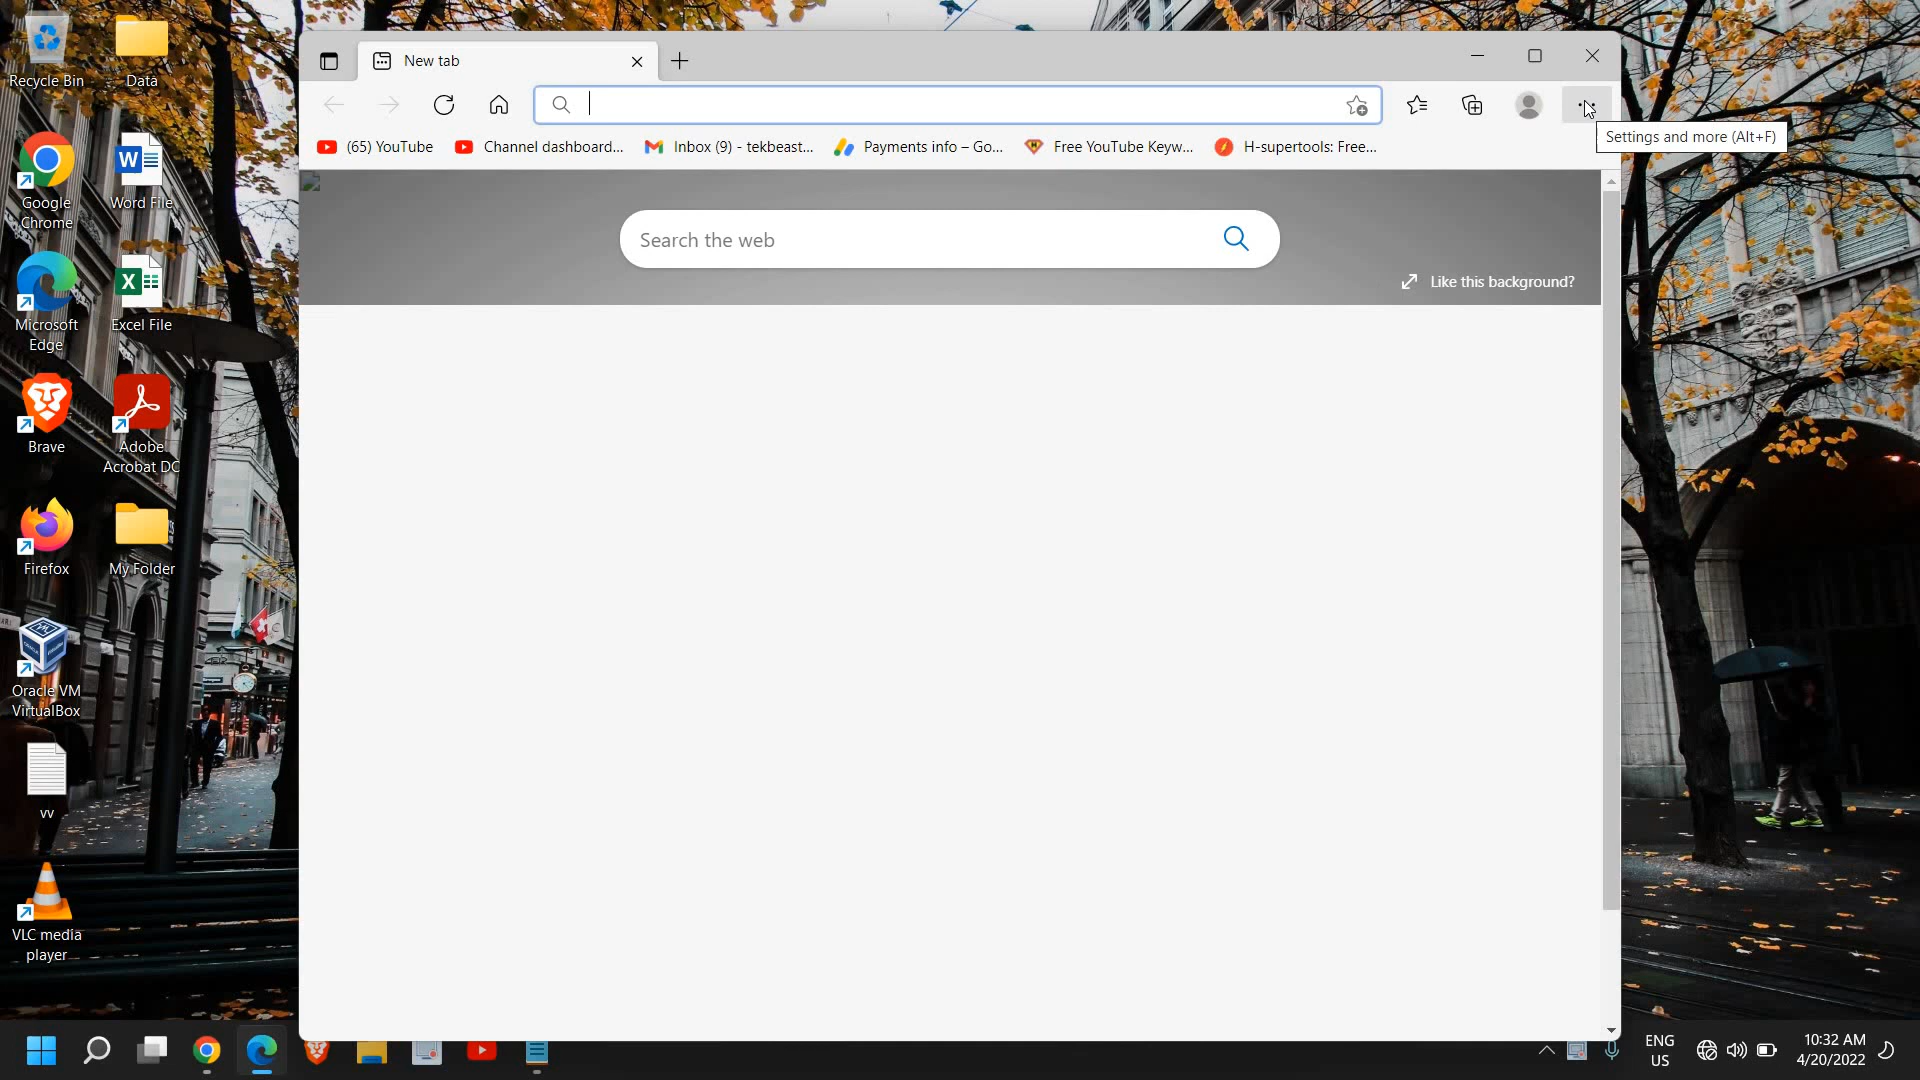 Recycle Bin
Data
Google
Chrome
Word File
Microsoft
Edge
Excel File
Brave
Adobe
Acrobat DC
Firefox
My Folder
Oracle VM
VirtualBox
vv
VLC media
player
New tab
Settings and more (Alt+F)
(65) YouTube
Channel dashboard...
Inbox (9) - tekbeast...
Payments info – Go...
Free YouTube Keyw...
H-supertools: Free...
Search the web
Like this background?
ENG
US
10:32 AM
4/20/2022